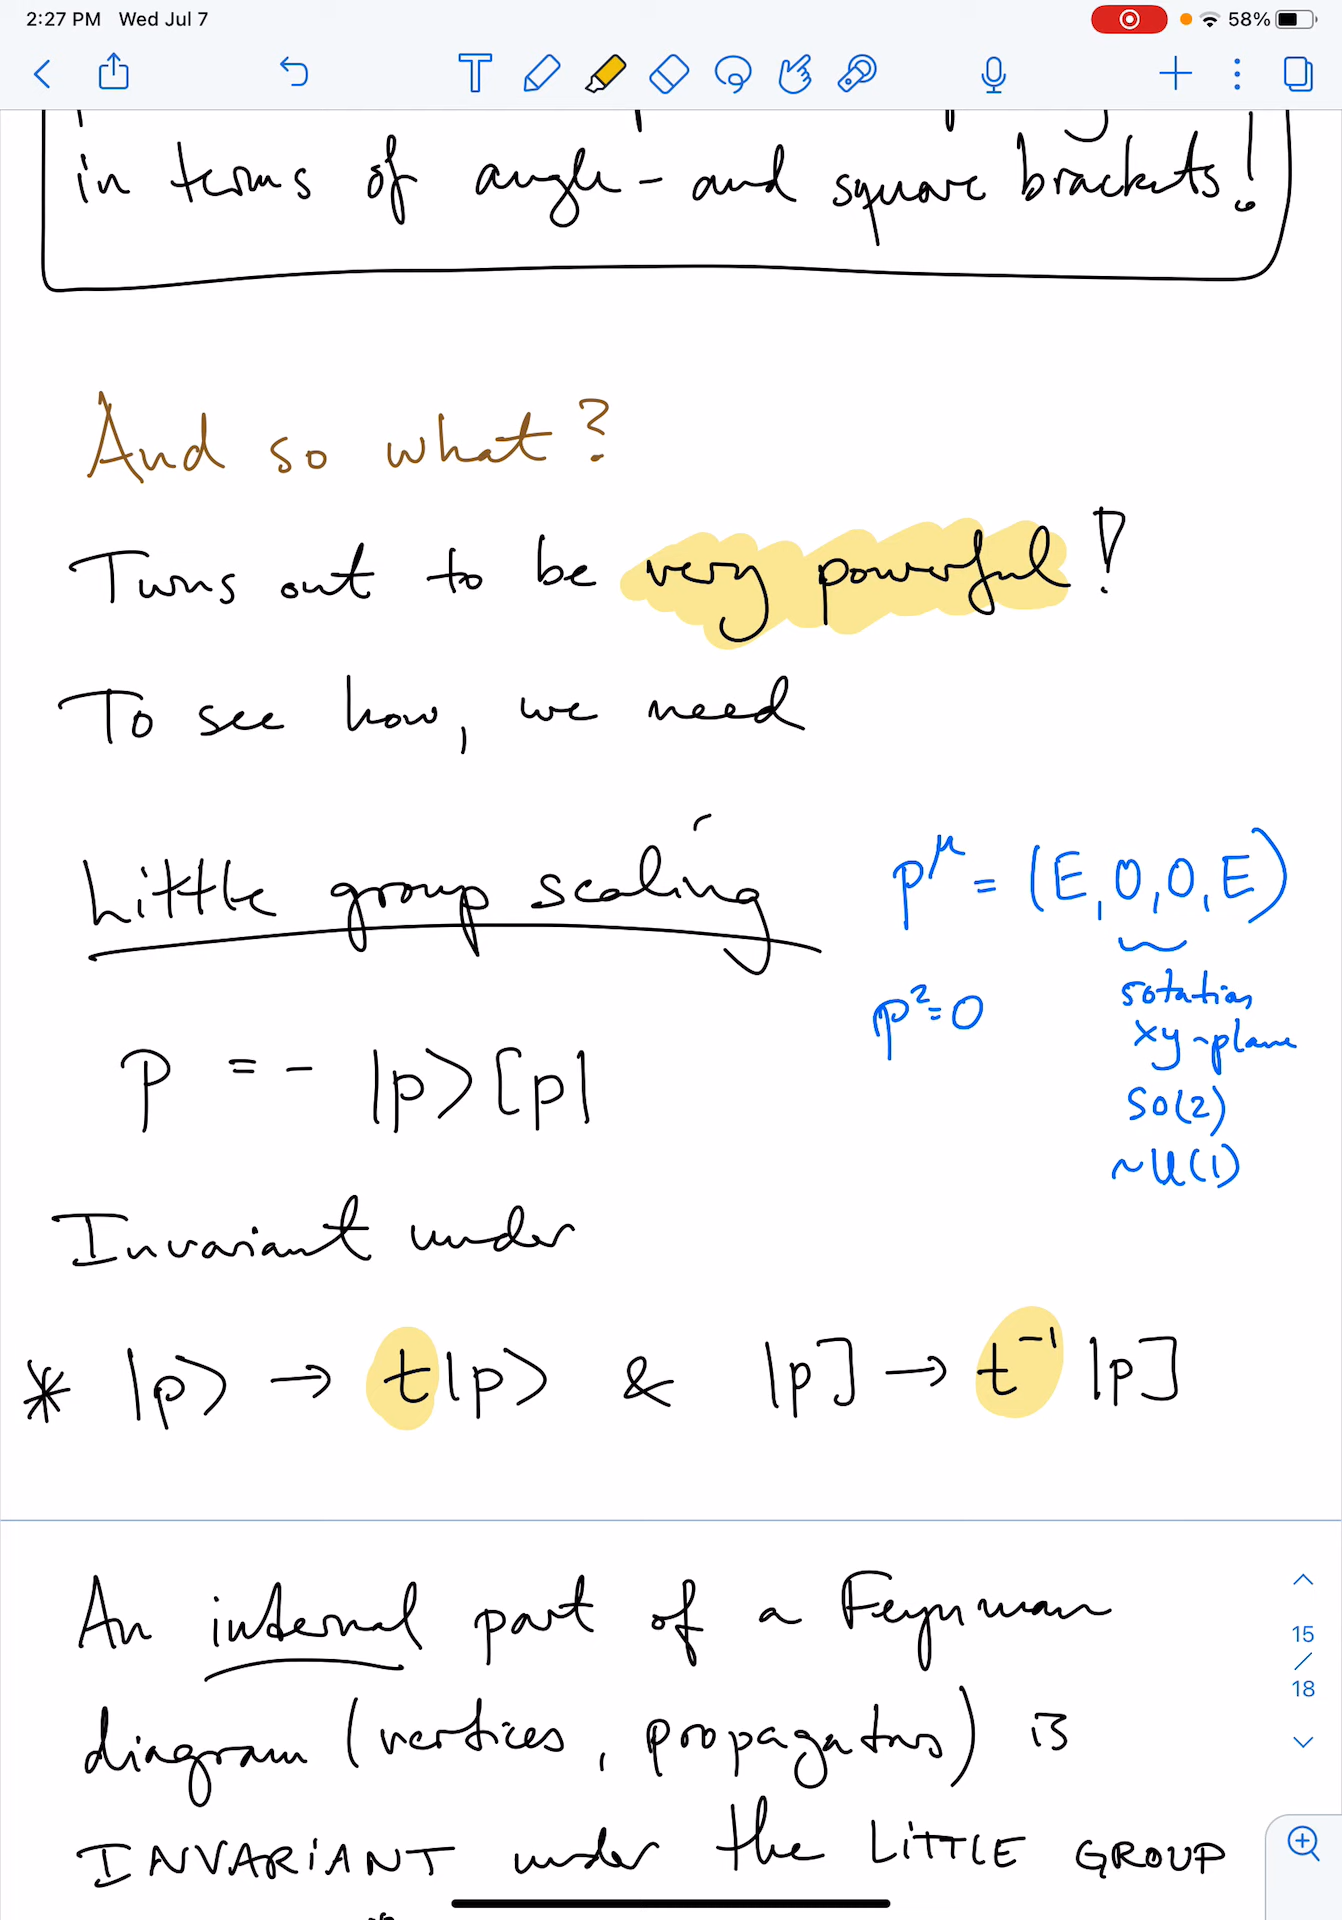 2:27 PM Wed Jul 7
58%
in terms of angle- and square brackets!
And so what?
Turns out to be very powerful!
To see how, we need
Little group scaling
p^μ = (E,0,0,E)
p²=0
rotation
xy-plane
SO(2)
~U(1)
P = - |p>[p|
Invariant under
* |p> → t|p> & |p] → t⁻¹ |p]
An internal part of a Feynman
diagram (vertices, propagators) is
INVARIANT under the LITTLE GROUP
15
/
18